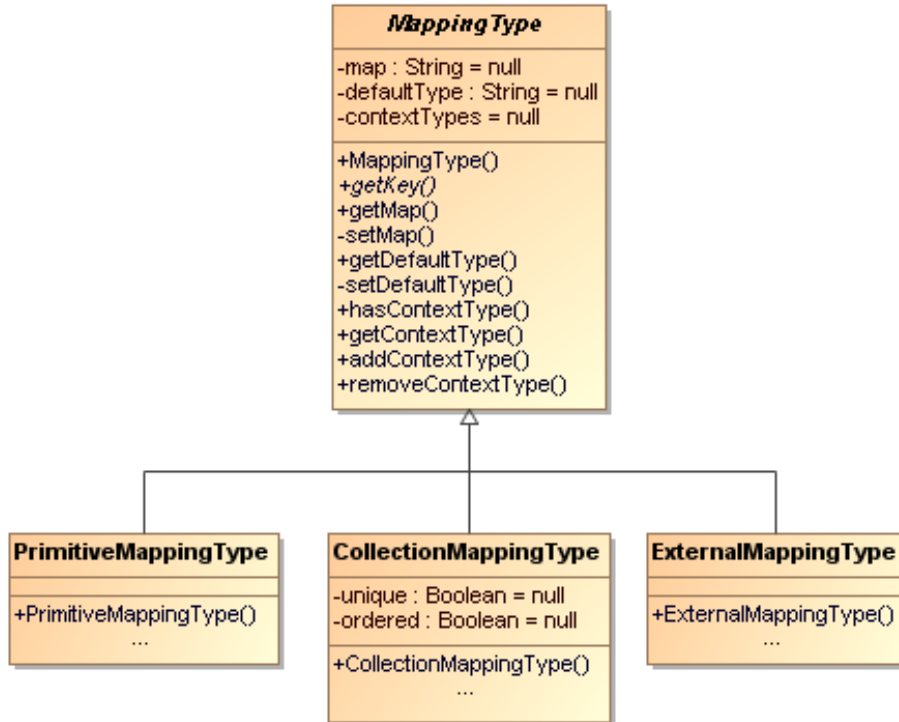 MappingType
-map : String = null
-defaultType : String = null
-contextTypes = null
+MappingType()
+getKey()
+getMap()
-setMap()
+getDefaultType()
-setDefaultType()
+hasContextType()
+getContextType()
+addContextType()
+removeContextType()
PrimitiveMappingType
+PrimitiveMappingType()
...
CollectionMappingType
-unique : Boolean = null
-ordered : Boolean = null
+CollectionMappingType()
...
ExternalMappingType
+ExternalMappingType()
...